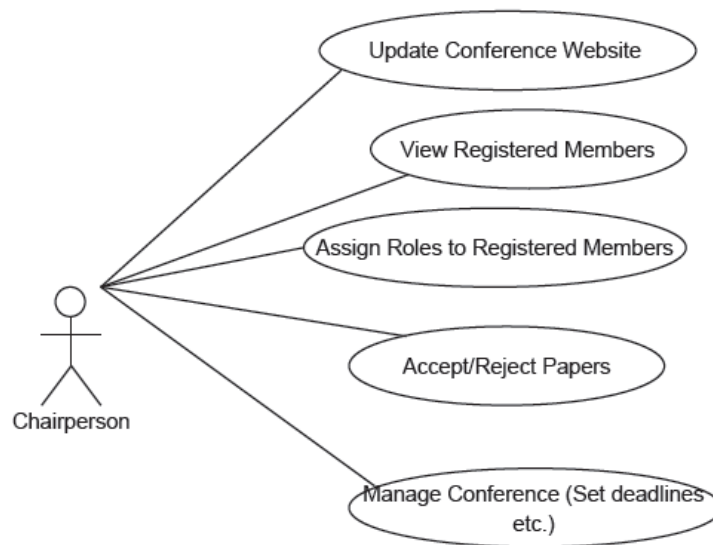 Update Conference Website
View Registered Members
Assign Roles to Registered Members
Accept/Reject Papers
Chairperson
Manage Conference (Set deadlines
etc.)